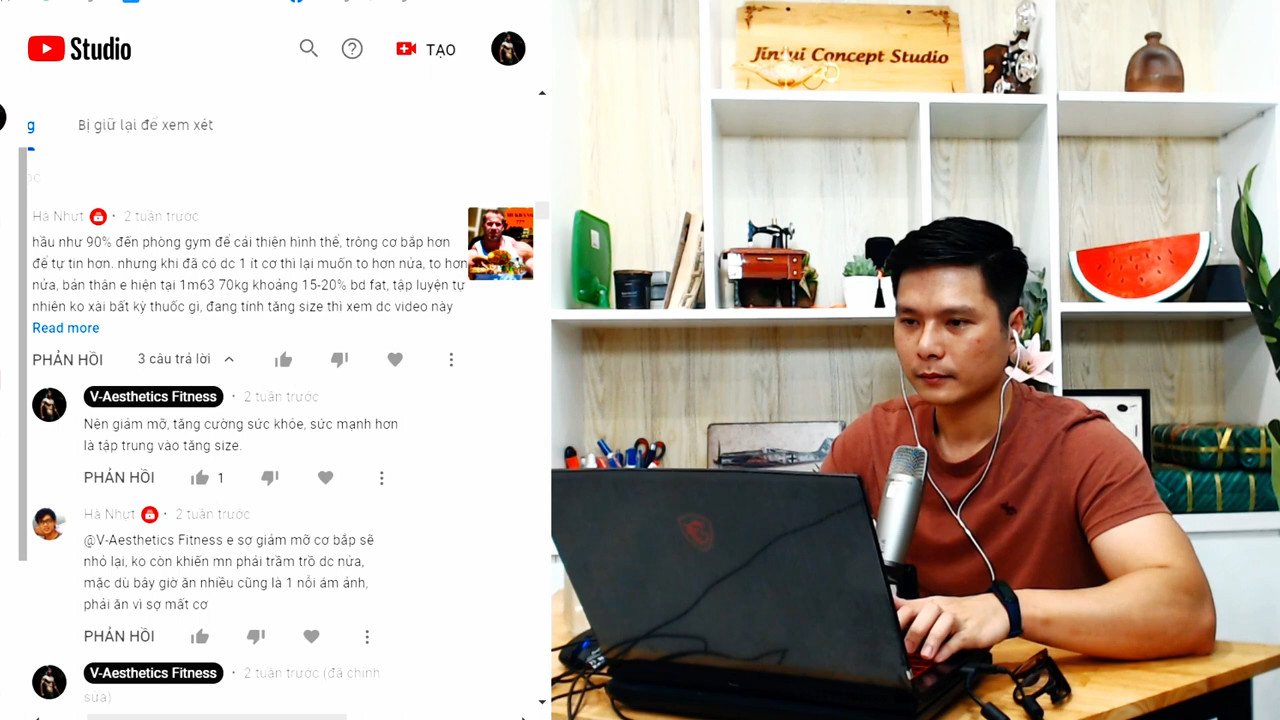 Studio
TẠO
g
Bị giữ lại để xem xét
Hà Nhựt • 2 tuần trước
hầu như 90% đến phòng gym để cải thiện hình thể, trông cơ bắp hơn
để tự tin hơn. nhưng khi đã có dc 1 ít cơ thì lại muốn to hơn nữa, to hơn
nữa, bản thân e hiện tại 1m63 70kg khoảng 15-20% bd fat, tập luyện tự
nhiên ko xài bất kỳ thuốc gì, đang tính tăng size thì xem dc video này
Read more
PHẢN HỒI 3 câu trả lời
V-Aesthetics Fitness • 2 tuần trước
Nên giảm mỡ, tăng cường sức khỏe, sức mạnh hơn
là tập trung vào tăng size.
PHẢN HỒI 1
Hà Nhựt • 2 tuần trước
@V-Aesthetics Fitness e sợ giảm mỡ cơ bắp sẽ
nhỏ lại, ko còn khiến mn phải trầm trồ dc nửa,
mặc dù bây giờ ăn nhiều cũng là 1 nỗi ám ảnh,
phải ăn vì sợ mất cơ
PHẢN HỒI
V-Aesthetics Fitness • 2 tuần trước (đã chỉnh
sửa)
Jinrui Concept Studio